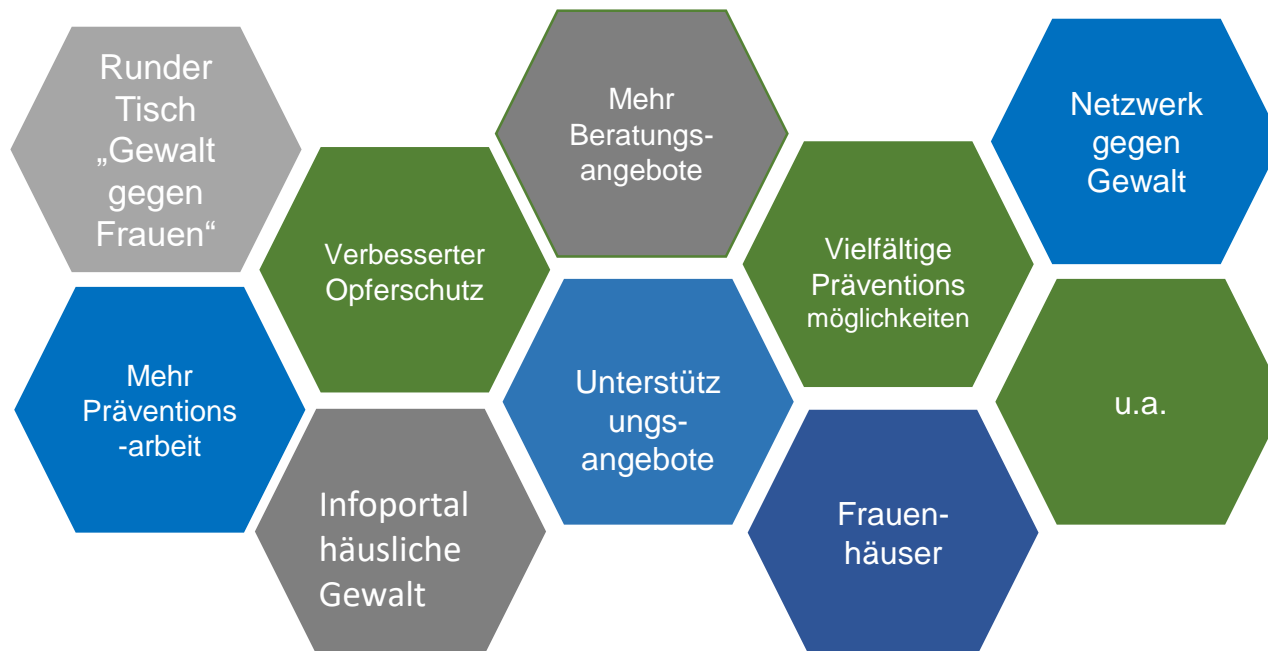 Runder
Tisch
„Gewalt
gegen
Frauen“
Mehr
Beratungs-
angebote
Netzwerk
gegen
Gewalt
Verbesserter
Opferschutz
Vielfältige
Präventions
möglichkeiten
Mehr
Präventions
-arbeit
Unterstütz
ungs-
angebote
u.a.
Infoportal
häusliche
Gewalt
Frauen-
häuser